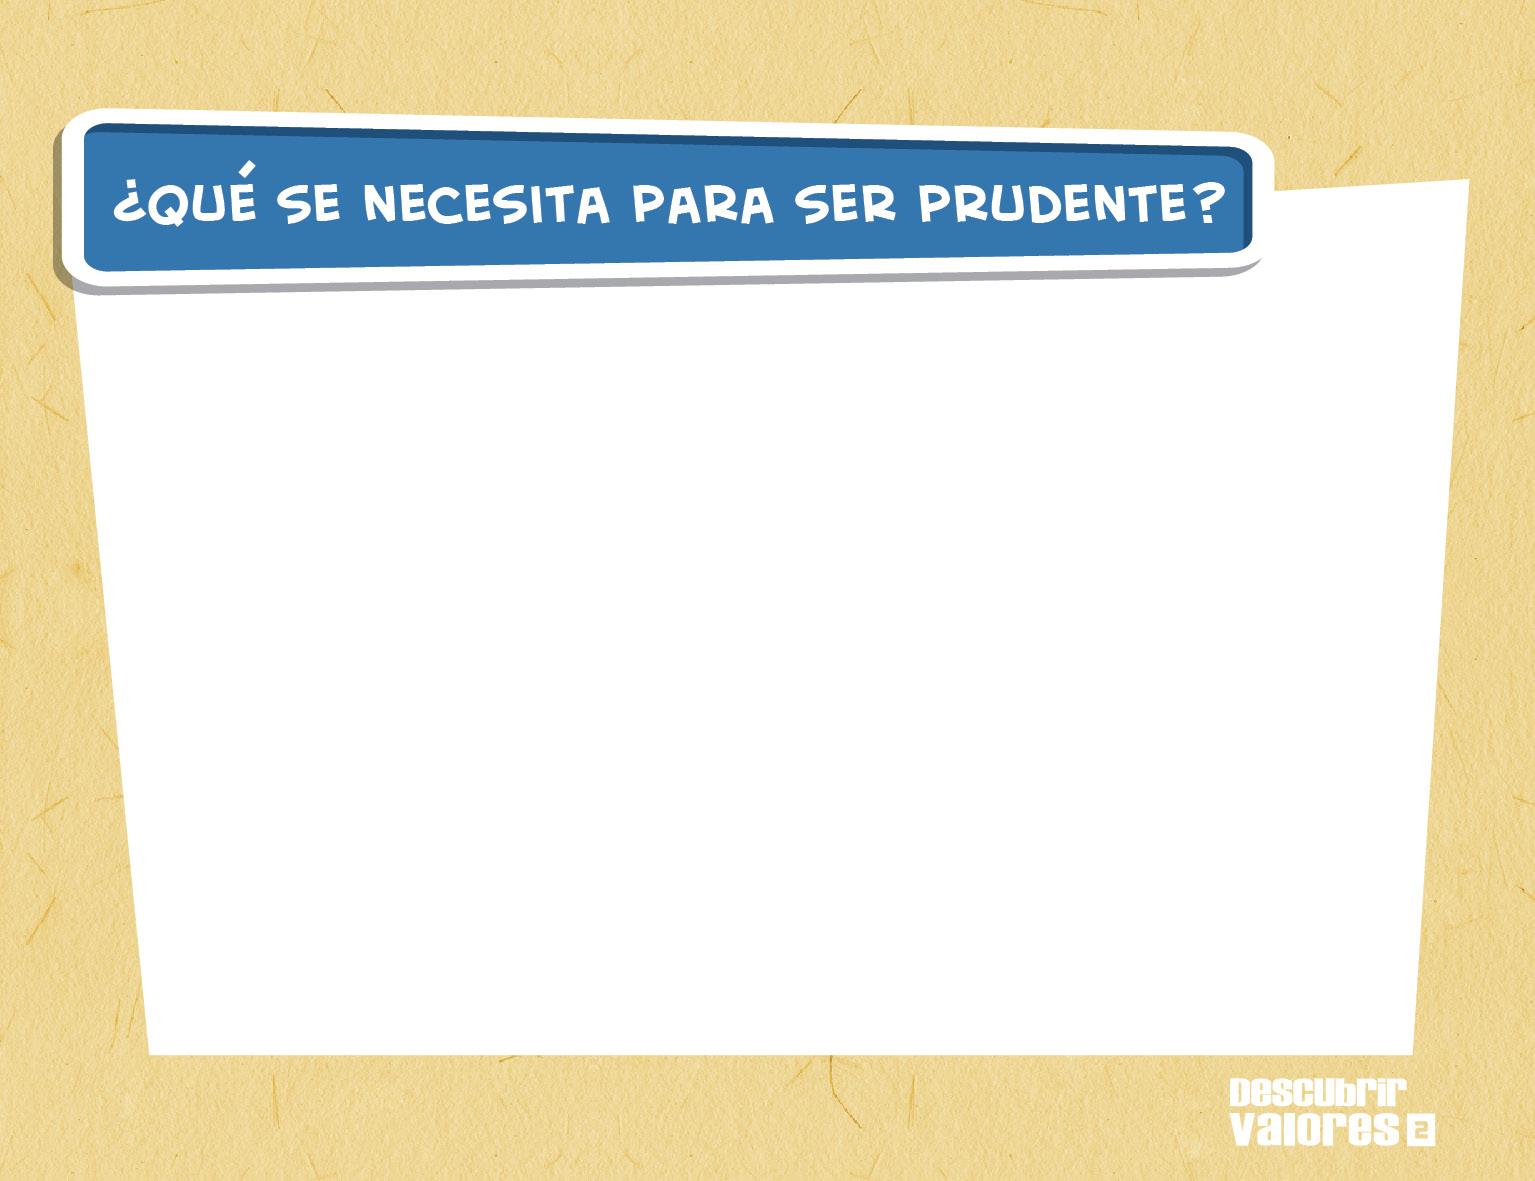 ¿QUÉ SE NECESITA PARA SER PRUDENTE?
Descubrir
Valores 2